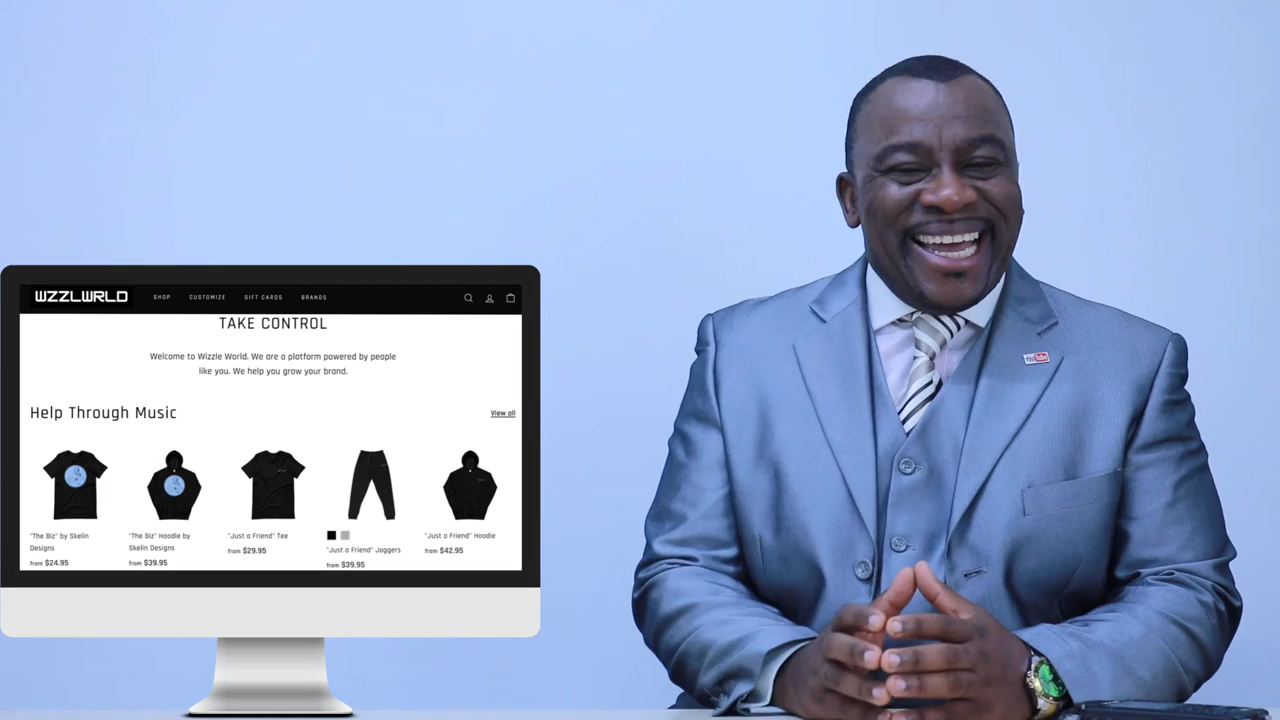 WZZLWRLD
SHOP CUSTOMIZE GIFT CARDS BRANDS
TAKE CONTROL
Welcome to Wizzle World. We are a platform powered by people
like you. We help you grow your brand.
Help Through Music
View all
"The Biz" by Skelin
Designs
from $24.95
"The Biz" Hoodie by
Skelin Designs
from $39.95
"Just a Friend" Tee
from $29.95
"Just a Friend" Joggers
from $39.95
"Just a Friend" Hoodie
from $42.95
YouTube